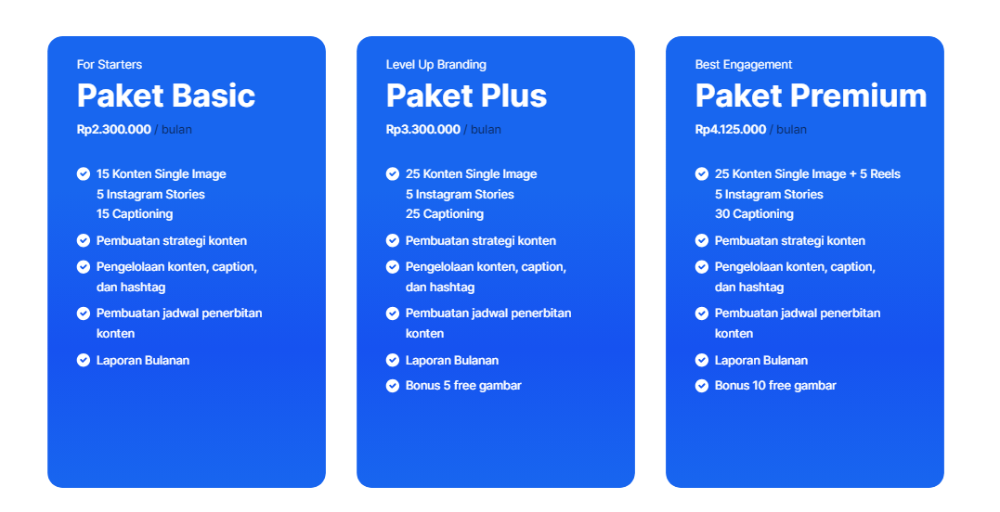 For Starters
Paket Basic
Rp2.300.000 / bulan
15 Konten Single Image
5 Instagram Stories
15 Captioning
Pembuatan strategi konten
Pengelolaan konten, caption,
dan hashtag
Pembuatan jadwal penerbitan
konten
Laporan Bulanan
Level Up Branding
Paket Plus
Rp3.300.000 / bulan
25 Konten Single Image
5 Instagram Stories
25 Captioning
Pembuatan strategi konten
Pengelolaan konten, caption,
dan hashtag
Pembuatan jadwal penerbitan
konten
Laporan Bulanan
Bonus 5 free gambar
Best Engagement
Paket Premium
Rp4.125.000 / bulan
25 Konten Single Image + 5 Reels
5 Instagram Stories
30 Captioning
Pembuatan strategi konten
Pengelolaan konten, caption,
dan hashtag
Pembuatan jadwal penerbitan
konten
Laporan Bulanan
Bonus 10 free gambar